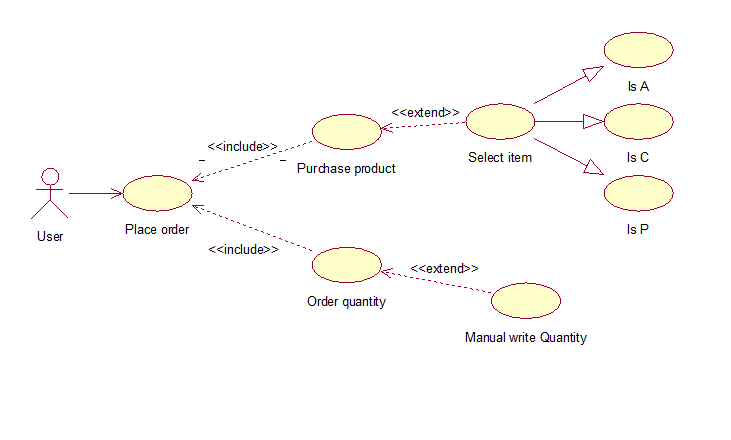 Is A
<<extend>>
Select item
Is C
<<include>>
Purchase product
User
Place order
Is P
<<include>>
<<extend>>
Order quantity
Manual write Quantity